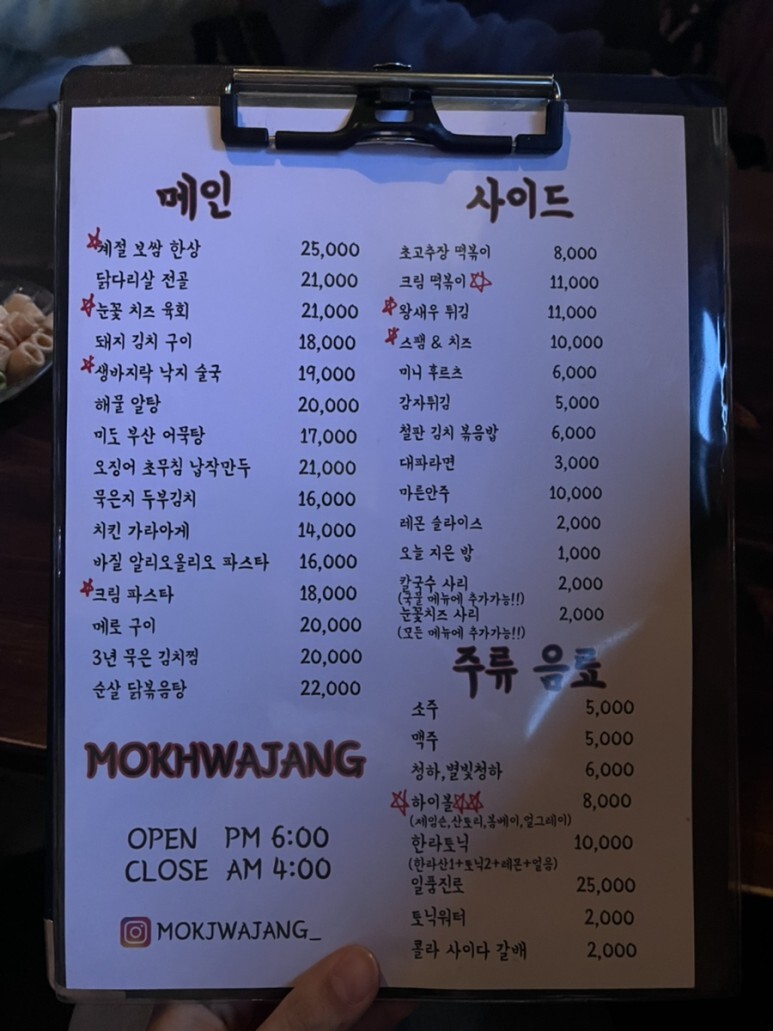 메인
계절 보쌈 한상 25,000
닭다리살 전골 21,000
눈꽃 치즈 육회 21,000
돼지 김치 구이 18,000
생바지락 낙지 술국 19,000
해물 알탕 20,000
미도 부산 어묵탕 17,000
오징어 초무침 납작만두 21,000
묵은지 두부김치 16,000
치킨 가라아게 14,000
바질 알리오올리오 파스타 16,000
크림 파스타 18,000
메로 구이 20,000
3년 묵은 김치찜 20,000
순살 닭볶음탕 22,000
MOKHWAJANG
OPEN PM 6:00
CLOSE AM 4:00
MOKJWAJANG_
사이드
초고추장 떡볶이 8,000
크림 떡볶이 11,000
왕새우 튀김 11,000
스팸 & 치즈 10,000
미니 후르츠 6,000
감자튀김 5,000
철판 김치 볶음밥 6,000
대파라면 3,000
마른안주 10,000
레몬 슬라이스 2,000
오늘 지은 밥 1,000
칼국수 사리 2,000
(국물 메뉴에 추가가능!!)
눈꽃치즈 사리 2,000
(모든 메뉴에 추가가능!!)
주류 음료
소주 5,000
맥주 5,000
청하,별빛청하 6,000
하이볼 8,000
(제임슨,산토리,봄베이,얼그레이)
한라토닉 10,000
(한라산1+토닉2+레몬+얼음)
일품진로 25,000
토닉워터 2,000
콜라 사이다 갈배 2,000